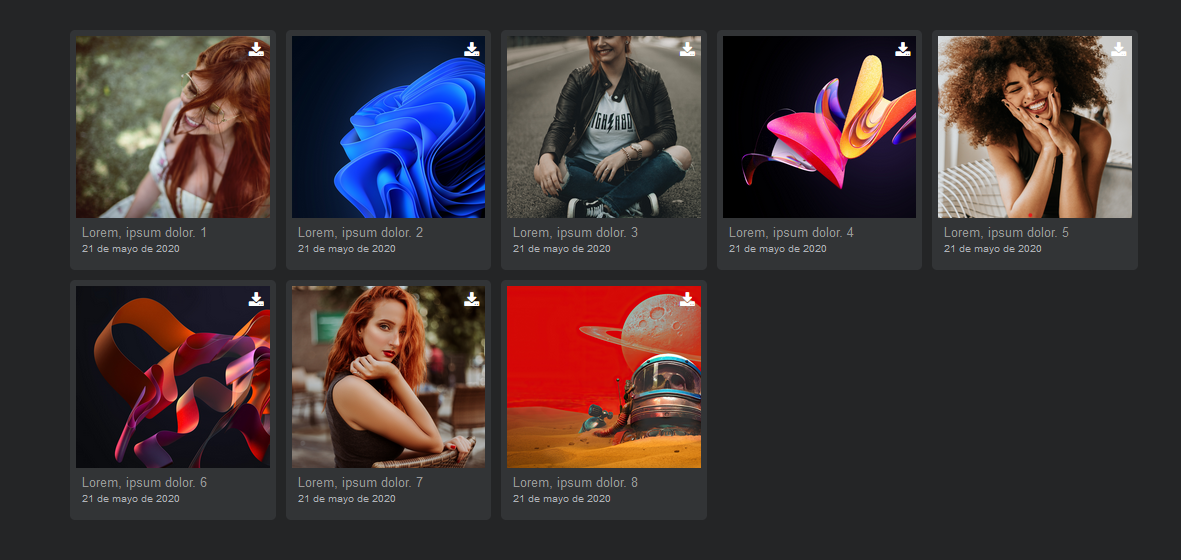 Lorem, ipsum dolor. 1
21 de mayo de 2020
Lorem, ipsum dolor. 2
21 de mayo de 2020
Lorem, ipsum dolor. 3
21 de mayo de 2020
Lorem, ipsum dolor. 4
21 de mayo de 2020
Lorem, ipsum dolor. 5
21 de mayo de 2020
Lorem, ipsum dolor. 6
21 de mayo de 2020
Lorem, ipsum dolor. 7
21 de mayo de 2020
Lorem, ipsum dolor. 8
21 de mayo de 2020